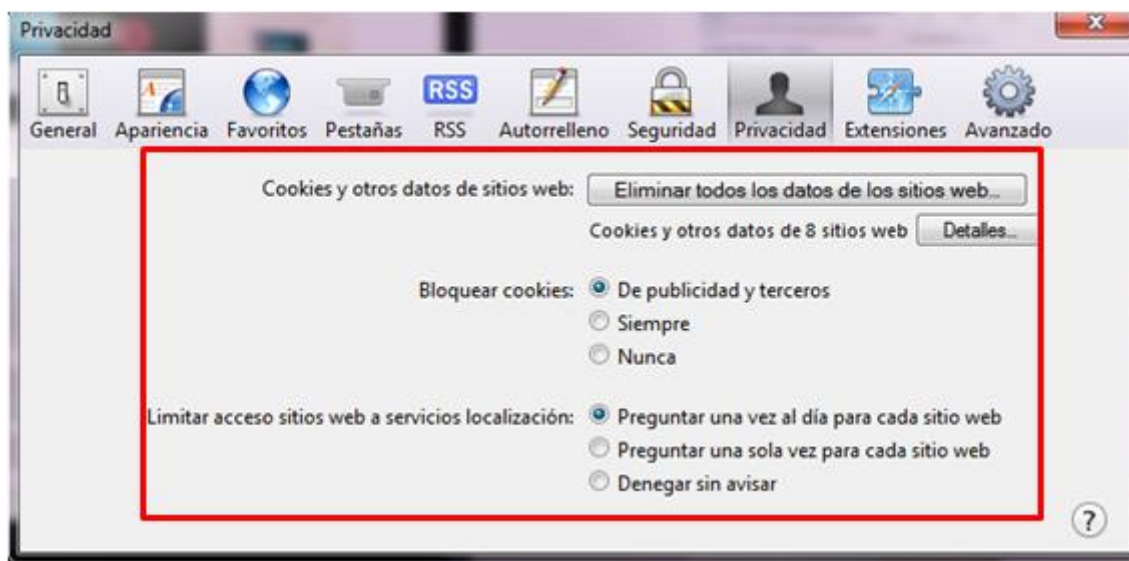 Privacidad
RSS
General Apariencia Favoritos Pestañas RSS Autorrelleno Seguridad Privacidad Extensiones Avanzado
Cookies y otros datos de sitios web: Eliminar todos los datos de los sitios web...
Cookies y otros datos de 8 sitios web Detalles...
Bloquear cookies: De publicidad y terceros
Siempre
Nunca
Limitar acceso sitios web a servicios localización: Preguntar una vez al día para cada sitio web
Preguntar una sola vez para cada sitio web
Denegar sin avisar
?